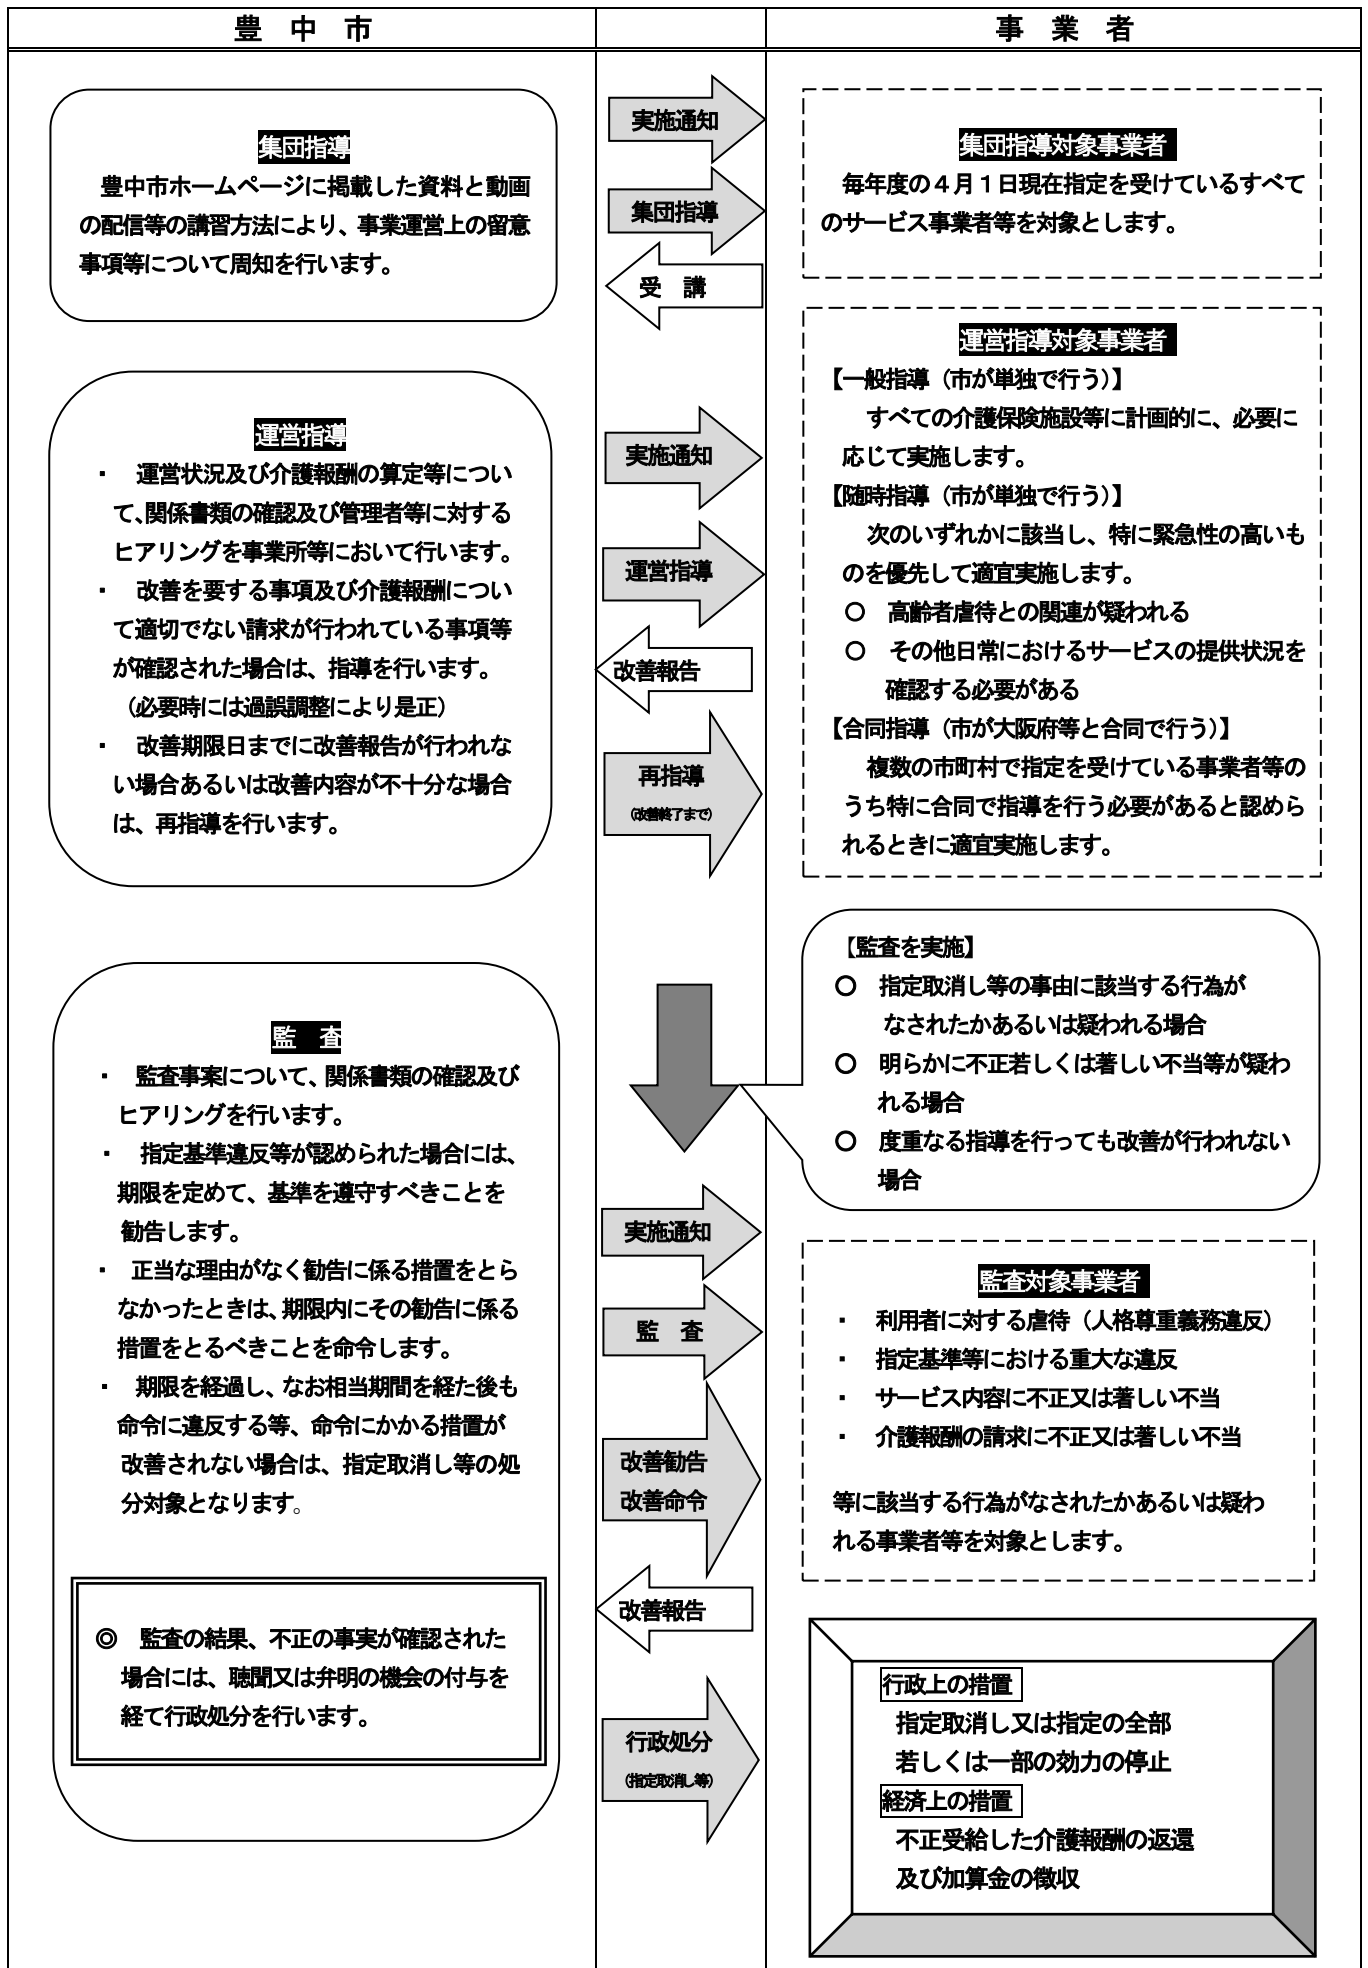 豊　中　市
事　業　者
集団指導
豊中市ホームページに掲載した資料と動画
の配信等の講習方法により、事業運営上の留意
事項等について周知を行います。
実施通知
集団指導
受　講
集団指導対象事業者
毎年度の４月１日現在指定を受けているすべて
のサービス事業者等を対象とします。
運営指導
・　運営状況及び介護報酬の算定等につい
て、関係書類の確認及び管理者等に対する
ヒアリングを事業所等において行います。
・　改善を要する事項及び介護報酬につい
て適切でない請求が行われている事項等
が確認された場合は、指導を行います。
（必要時には過誤調整により是正）
・　改善期限日までに改善報告が行われな
い場合あるいは改善内容が不十分な場合
は、再指導を行います。
実施通知
運営指導
改善報告
再指導
（改善終了まで）
運営指導対象事業者
【一般指導（市が単独で行う）】
すべての介護保険施設等に計画的に、必要に
応じて実施します。
【随時指導（市が単独で行う）】
次のいずれかに該当し、特に緊急性の高いも
のを優先して適宜実施します。
○　高齢者虐待との関連が疑われる
○　その他日常におけるサービスの提供状況を
確認する必要がある
【合同指導（市が大阪府等と合同で行う）】
複数の市町村で指定を受けている事業者等の
うち特に合同で指導を行う必要があると認めら
れるときに適宜実施します。
【監査を実施】
○　指定取消し等の事由に該当する行為が
なされたかあるいは疑われる場合
○　明らかに不正若しくは著しい不当等が疑わ
れる場合
○　度重なる指導を行っても改善が行われない
場合
監　査
・　監査事案について、関係書類の確認及び
ヒアリングを行います。
・　指定基準違反等が認められた場合には、
期限を定めて、基準を遵守すべきことを
勧告します。
・　正当な理由がなく勧告に係る措置をとら
なかったときは、期限内にその勧告に係る
措置をとるべきことを命令します。
・　期限を経過し、なお相当期間を経た後も
命令に違反する等、命令にかかる措置が
改善されない場合は、指定取消し等の処
分対象となります。
◎　監査の結果、不正の事実が確認された
場合には、聴聞又は弁明の機会の付与を
経て行政処分を行います。
実施通知
監　査
改善勧告
改善命令
改善報告
行政処分
（指定取消し等）
監査対象事業者
・　利用者に対する虐待（人格尊重義務違反）
・　指定基準等における重大な違反
・　サービス内容に不正又は著しい不当
・　介護報酬の請求に不正又は著しい不当
等に該当する行為がなされたかあるいは疑わ
れる事業者等を対象とします。
行政上の措置
指定取消し又は指定の全部
若しくは一部の効力の停止
経済上の措置
不正受給した介護報酬の返還
及び加算金の徴収